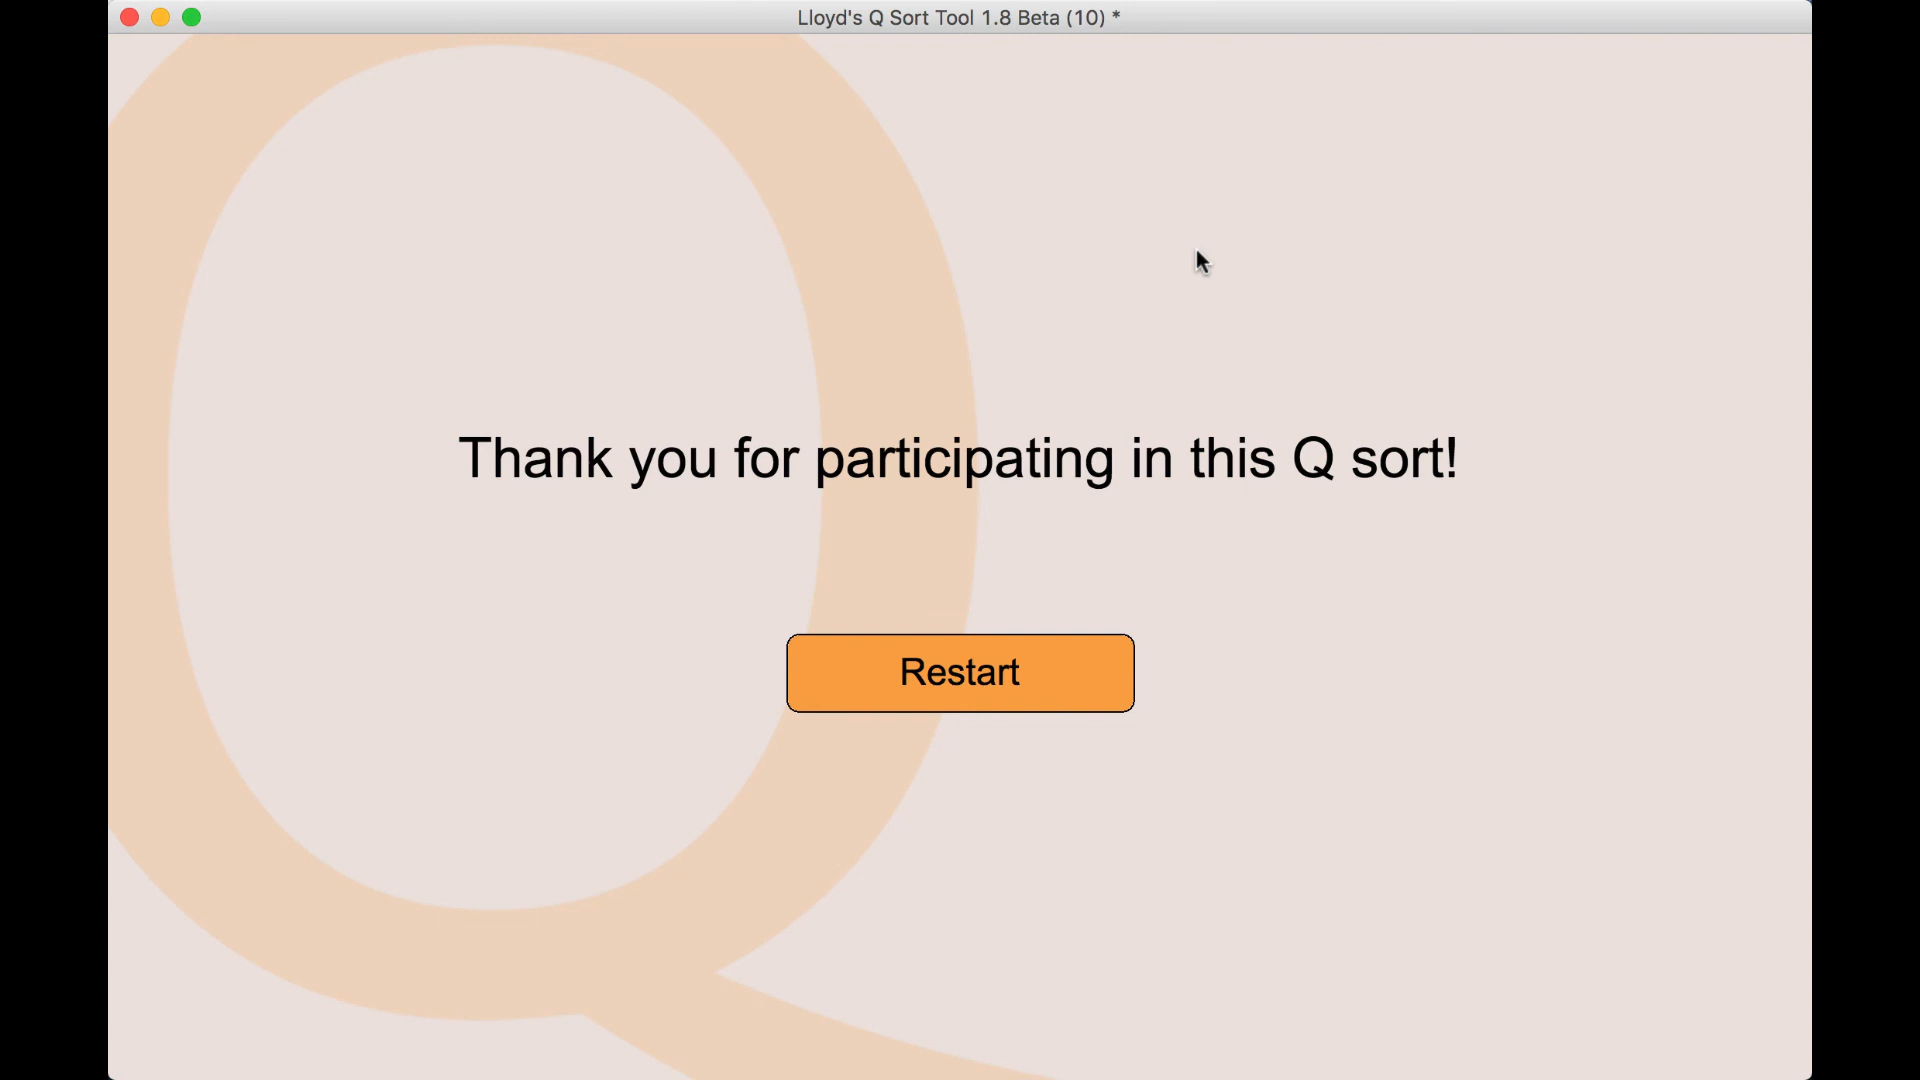 Lloyd's Q Sort Tool 1.8 Beta (10) *
Thank you for participating in this Q sort!
Restart